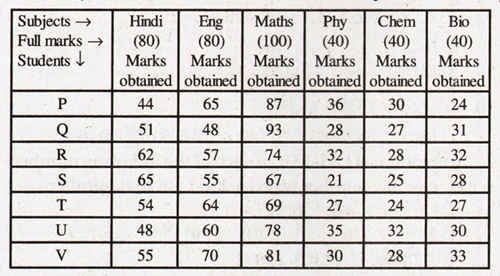 Subjects → Hindi Eng Maths Phy Chem Bio
Full marks → (80) (80) (100) (40) (40) (40)
Students ↓ Marks Marks Marks Marks Marks Marks
obtained obtained obtained obtained obtained obtained
P 44 65 87 36 30 24
Q 51 48 93 28 27 31
R 62 57 74 32 28 32
S 65 55 67 21 25 28
T 54 64 69 27 24 27
U 48 60 78 35 32 30
V 55 70 81 30 28 33